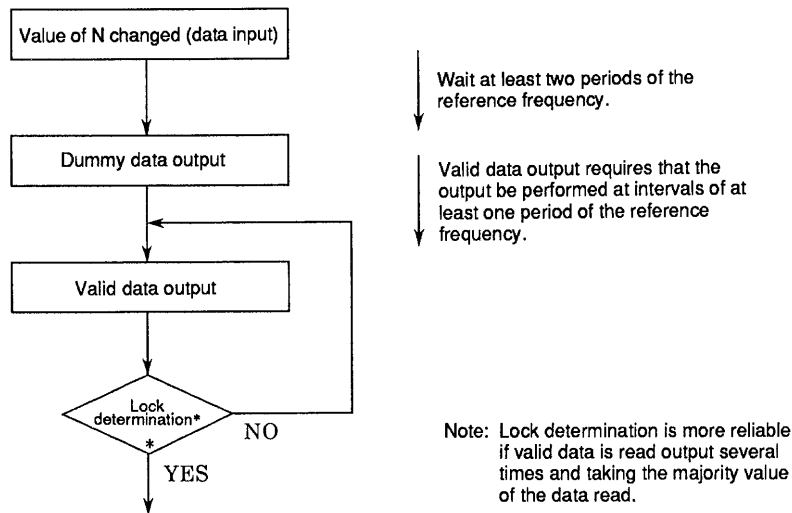 Value of N changed (data input)
Wait at least two periods of the
reference frequency.
Dummy data output
Valid data output requires that the
output be performed at intervals of at
least one period of the reference
frequency.
Valid data output
Lock
determination*
*
NO
YES
Note: Lock determination is more reliable
if valid data is read output several
times and taking the majority value
of the data read.